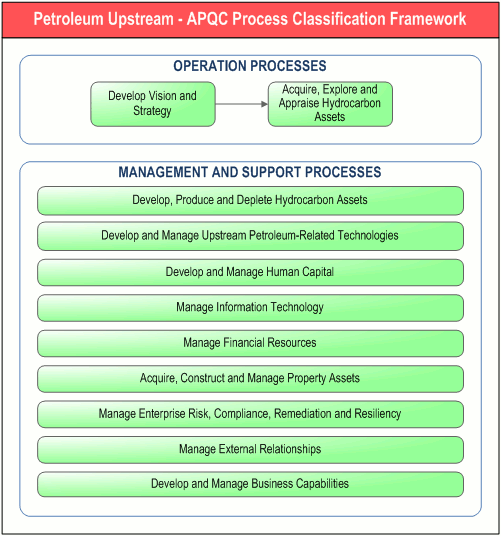 Petroleum Upstream - APQC Process Classification Framework
OPERATION PROCESSES
Develop Vision and
Strategy
Acquire, Explore and
Appraise Hydrocarbon
Assets
MANAGEMENT AND SUPPORT PROCESSES
Develop, Produce and Deplete Hydrocarbon Assets
Develop and Manage Upstream Petroleum-Related Technologies
Develop and Manage Human Capital
Manage Information Technology
Manage Financial Resources
Acquire, Construct and Manage Property Assets
Manage Enterprise Risk, Compliance, Remediation and Resiliency
Manage External Relationships
Develop and Manage Business Capabilities